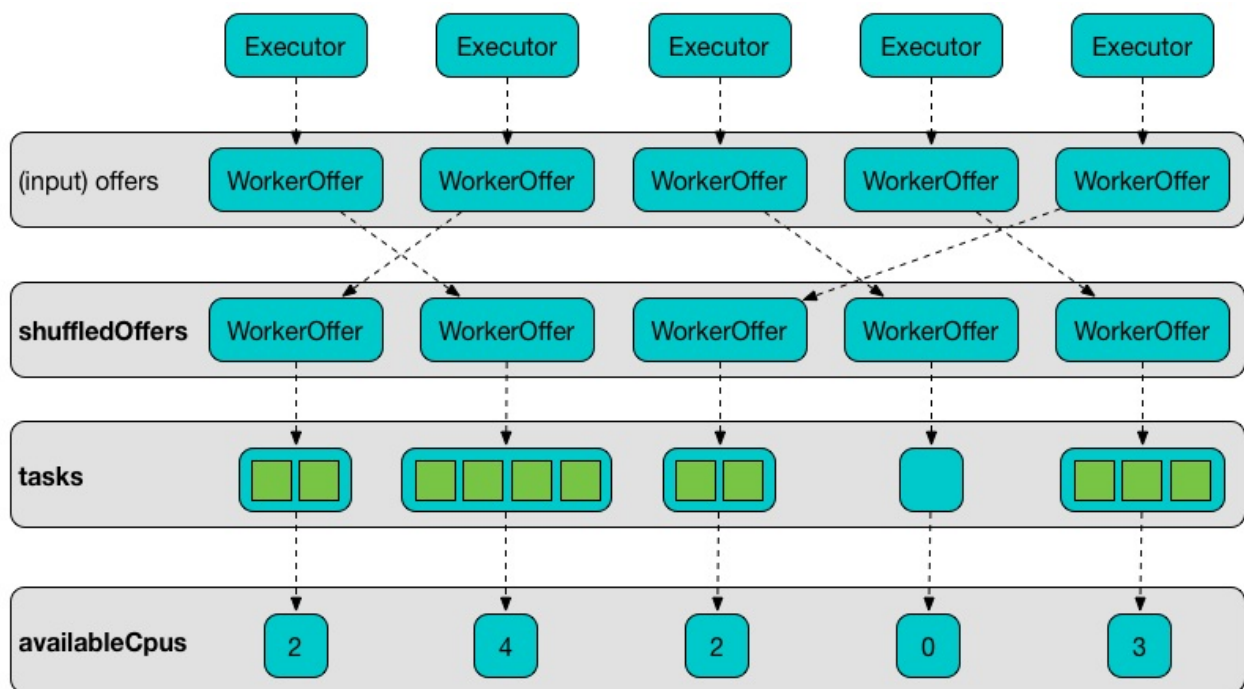 Executor Executor Executor Executor Executor
(input) offers WorkerOffer WorkerOffer WorkerOffer WorkerOffer WorkerOffer
shuffledOffers WorkerOffer WorkerOffer WorkerOffer WorkerOffer WorkerOffer
tasks
availableCpus 2 4 2 0 3